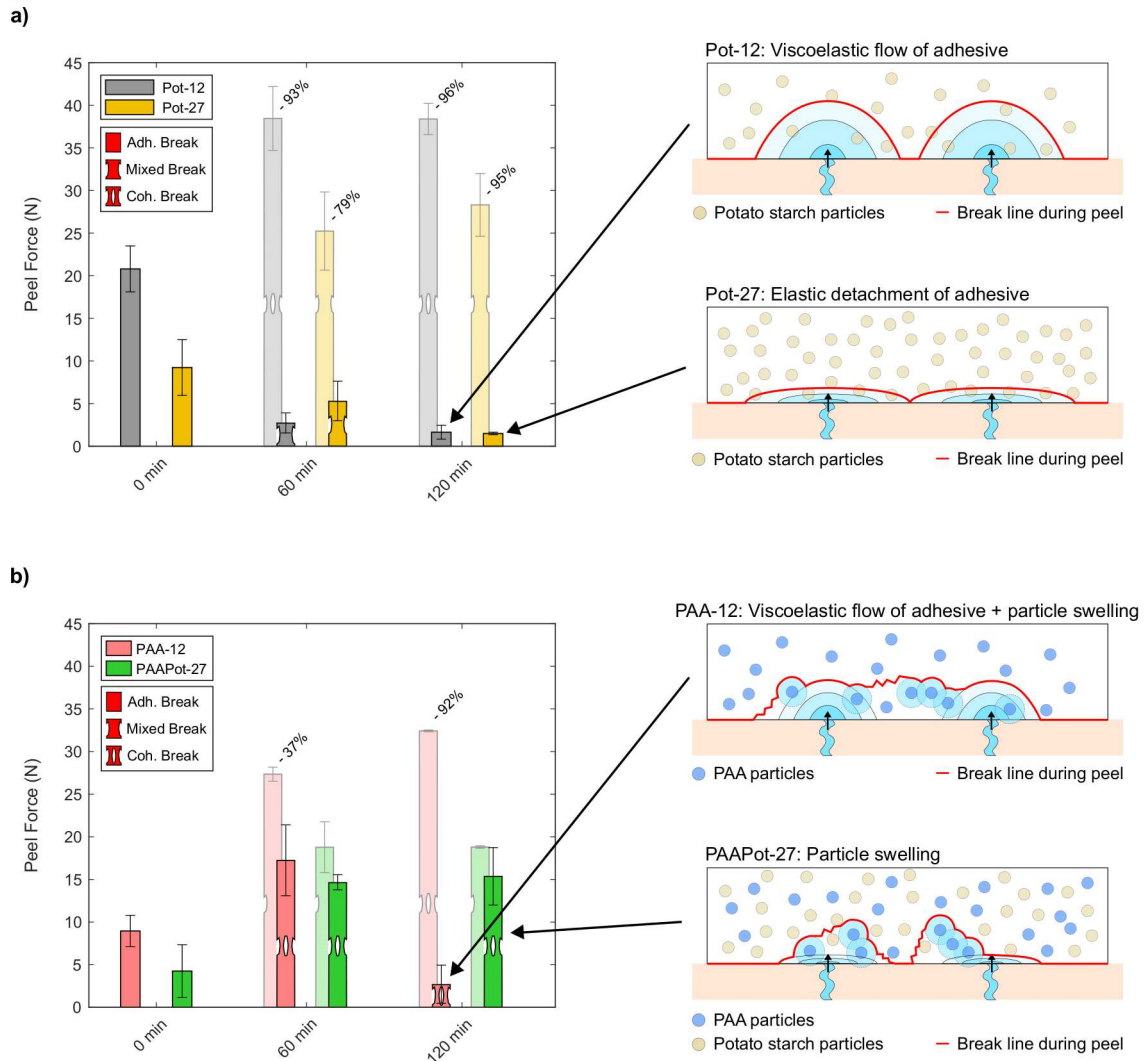 a)
45
40
35
30
25
20
15
10
5
0
Peel Force (N)
Pot-12
Pot-27
Adh. Break
Mixed Break
Coh. Break
- 93%
- 79%
- 96%
- 95%
0 min
60 min
120 min
Pot-12: Viscoelastic flow of adhesive
Potato starch particles
Break line during peel
Pot-27: Elastic detachment of adhesive
Potato starch particles
Break line during peel
b)
45
40
35
30
25
20
15
10
5
0
Peel Force (N)
PAA-12
PAAPot-27
Adh. Break
Mixed Break
Coh. Break
- 37%
- 92%
0 min
60 min
120 min
PAA-12: Viscoelastic flow of adhesive + particle swelling
PAA particles
Break line during peel
PAAPot-27: Particle swelling
PAA particles
Potato starch particles
Break line during peel